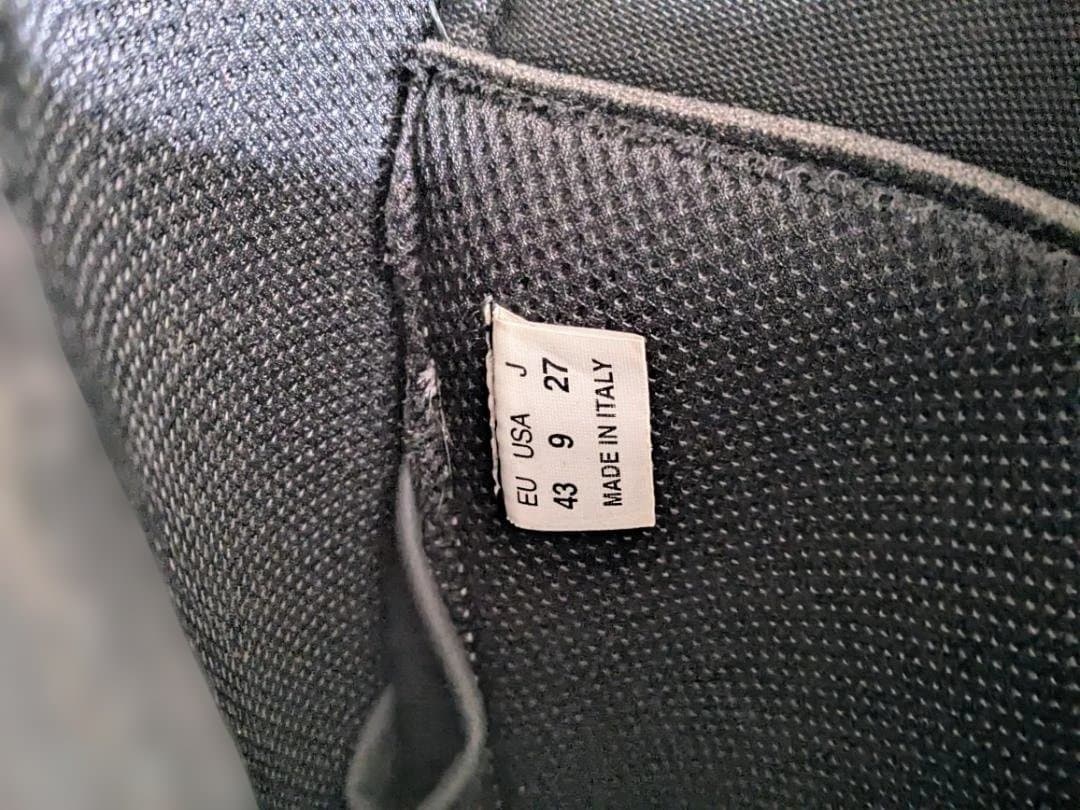 EU USA J
43 9 27
MADE IN ITALY